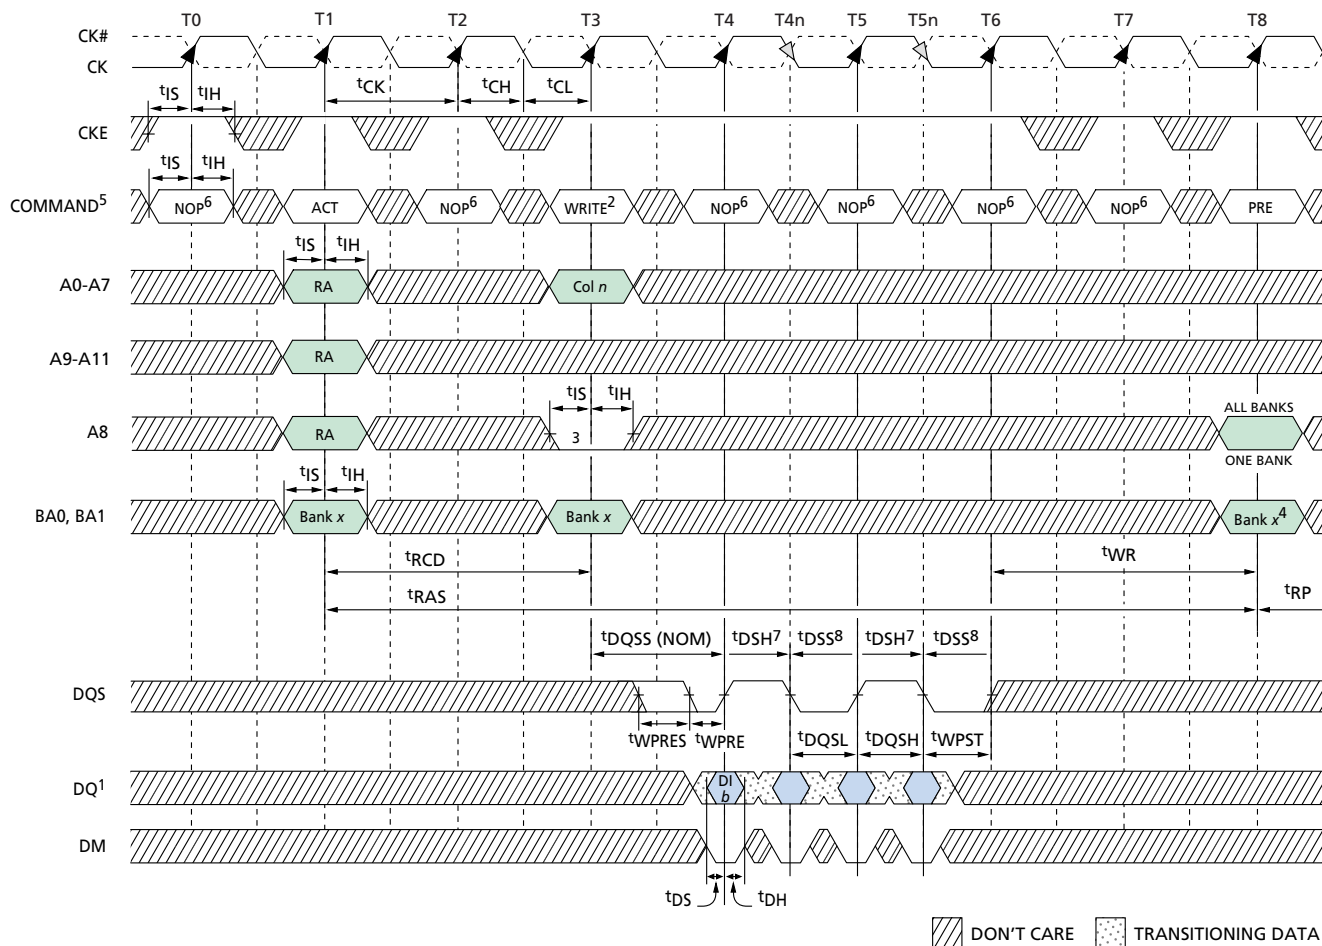 T0 T1 T2 T3 T4 T4n T5 T5n T6 T7 T8
CK#
CK
tIS tIH tCK tCH tCL
CKE
tIS tIH
COMMAND5 NOP6 ACT NOP6 WRITE2 NOP6 NOP6 NOP6 NOP6 PRE
tIS tIH
A0-A7 RA Col n
A9-A11 RA
tIS tIH
ALL BANKS
A8 RA 3
ONE BANK
tIS tIH
BA0, BA1 Bank x Bank x Bank x4
tRCD tWR
tRAS tRP
tDQSS (NOM) tDSH7 tDSS8 tDSH7 tDSS8
DQS
tWPRES tWPRE tDQSL tDQSH tWPST
DQ1 DI
b
DM
tDS tDH
DON'T CARE TRANSITIONING DATA